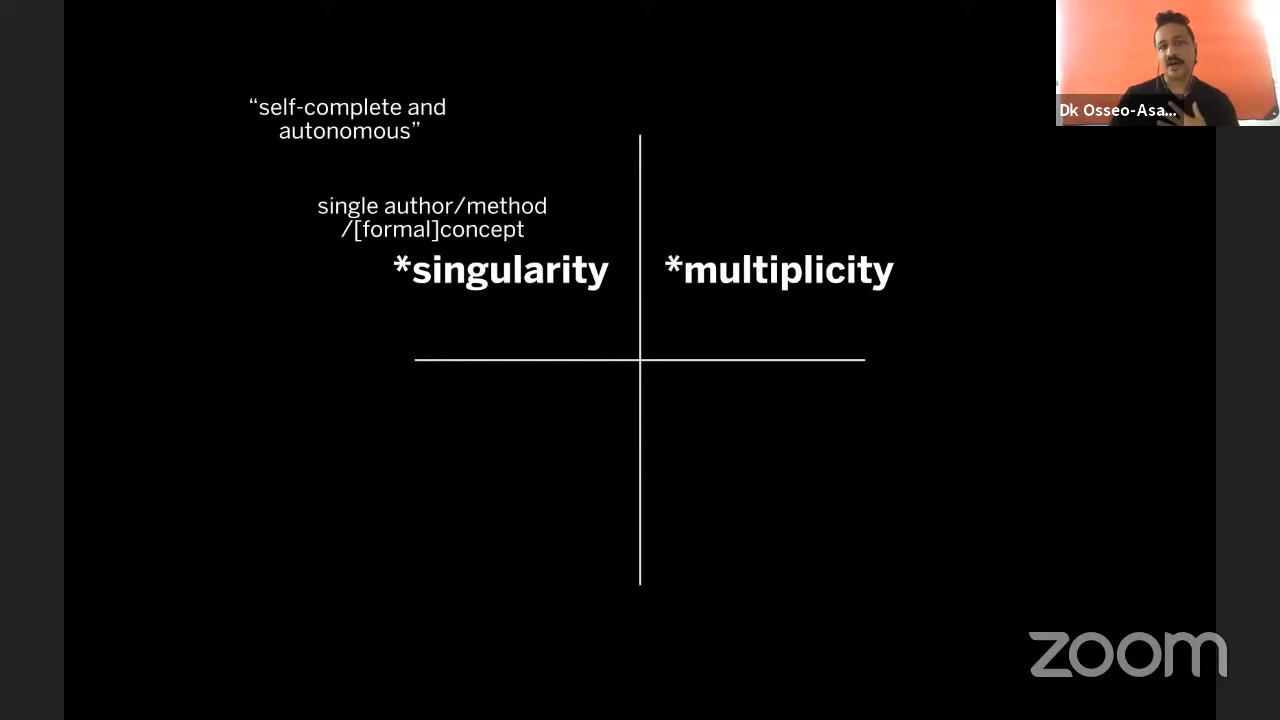 “self-complete and
autonomous”
Dk Osseo-Asa...
single author/method
/[formal]concept
*singularity
*multiplicity
zoom